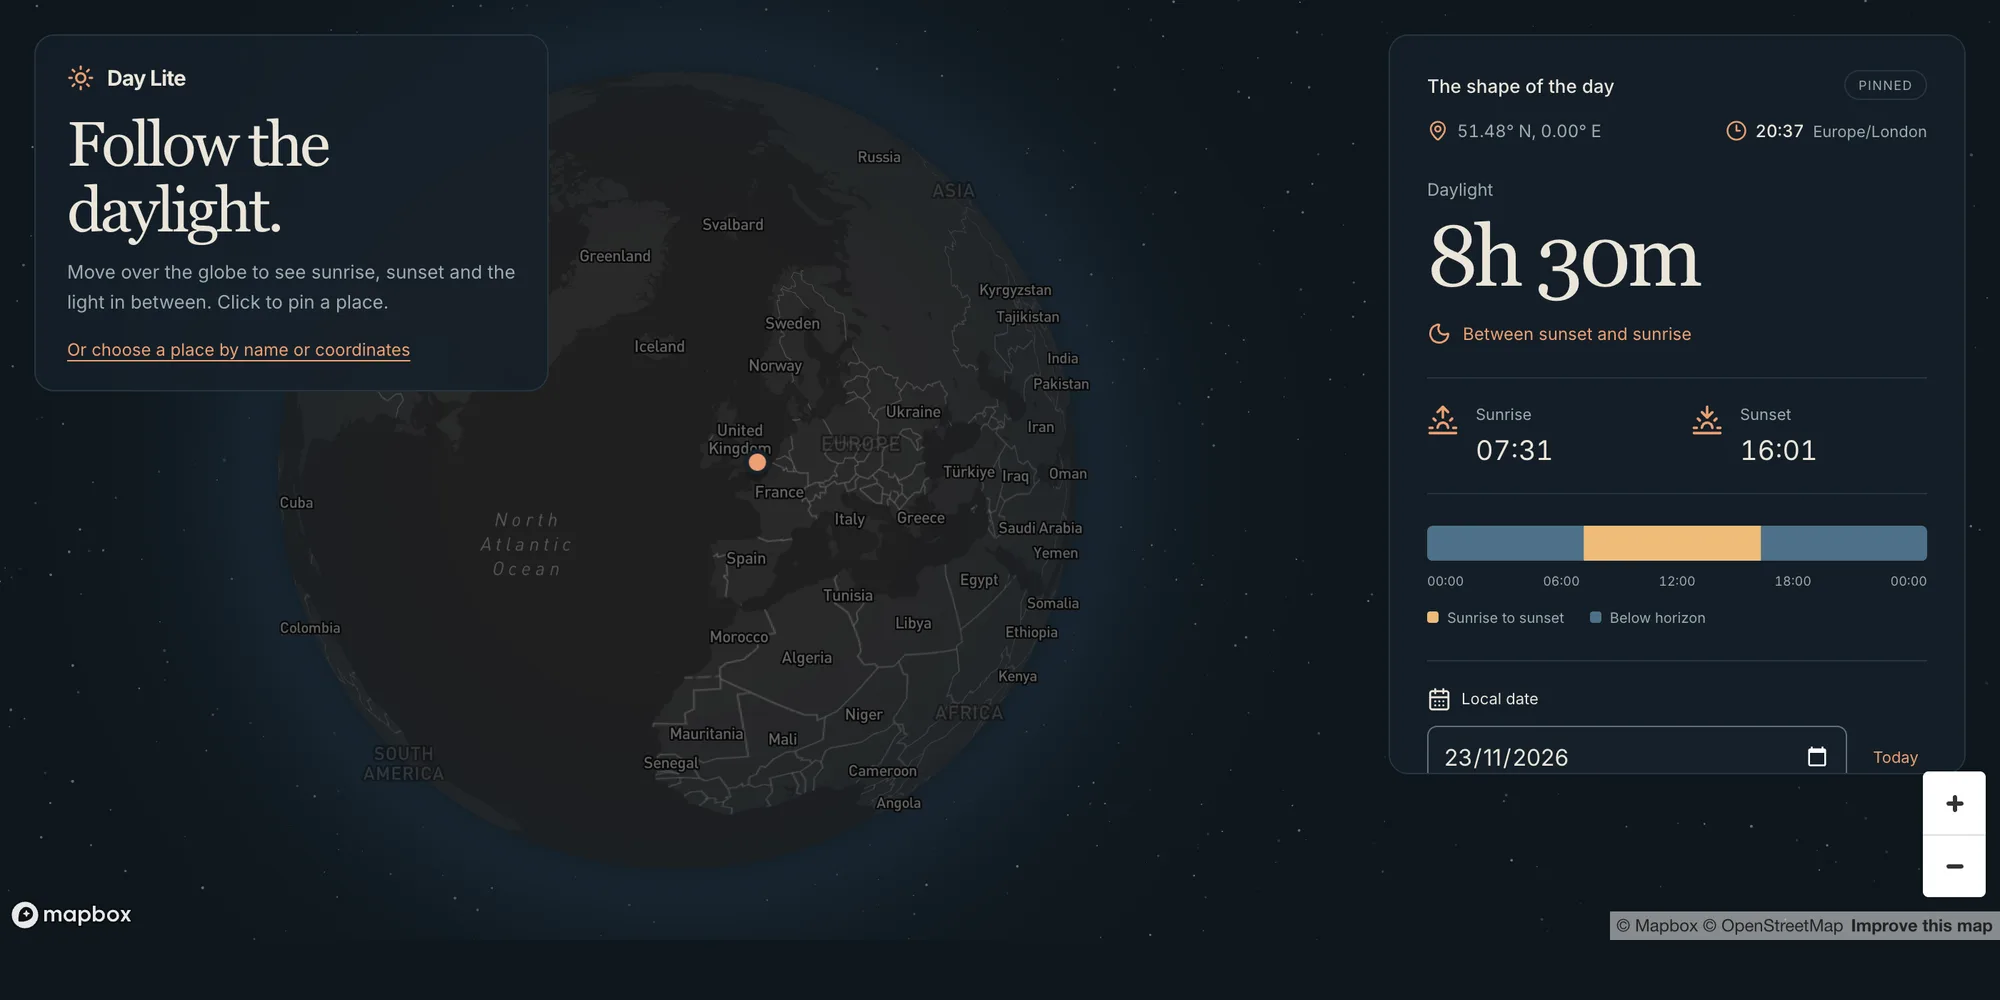 Day Lite
Follow the
daylight.
Move over the globe to see sunrise, sunset and the
light in between. Click to pin a place.
Or choose a place by name or coordinates
Russia
ASIA
Svalbard
Greenland
Kyrgyzstan
Tajikistan
Sweden
Iceland
Norway
India
Pakistan
Ukraine
Iran
United
Kingdom
EUROPE
Türkiye
Iraq
Oman
France
Cuba
Italy
Greece
North
Atlantic
Ocean
Saudi Arabia
Yemen
Spain
Egypt
Tunisia
Somalia
Libya
Colombia
Ethiopia
Morocco
Algeria
Kenya
Niger
AFRICA
Mauritania
Mali
SOUTH
AMERICA
Senegal
Cameroon
Angola
The shape of the day
PINNED
51.48° N, 0.00° E
20:37 Europe/London
Daylight
8h 30m
Between sunset and sunrise
Sunrise
07:31
Sunset
16:01
00:00 06:00 12:00 18:00 00:00
Sunrise to sunset
Below horizon
Local date
23/11/2026
Today
+
−
mapbox
© Mapbox © OpenStreetMap Improve this map